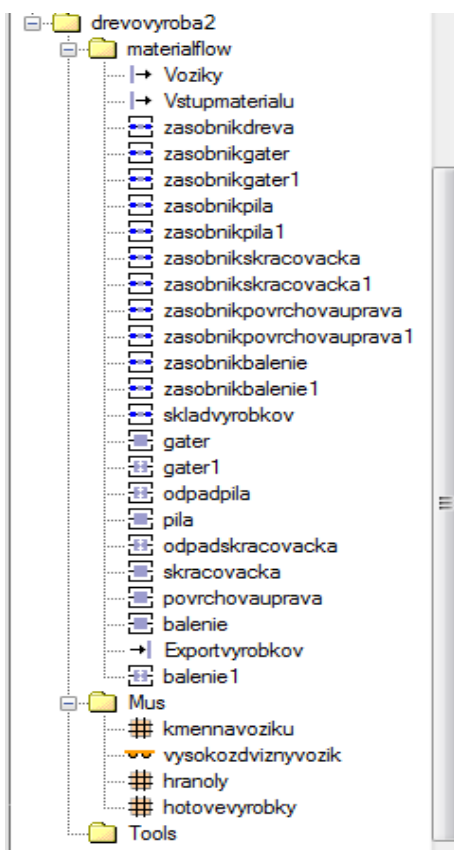 drevovyroba2
materialflow
Voziky
Vstupmaterialu
zasobnikdreva
zasobnikgater
zasobnikgater1
zasobnikpila
zasobnikpila1
zasobnikskracovacka
zasobnikskracovacka1
zasobnikpovrchovauprava
zasobnikpovrchovauprava1
zasobnikbalenie
zasobnikbalenie1
skladvyrobkov
gater
gater1
odpadpila
pila
odpadskracovacka
skracovacka
povrchovauprava
balenie
Exportvyrobkov
balenie1
Mus
kmennavoziku
vysokozdviznyvozik
hranoly
hotovevyrobky
Tools